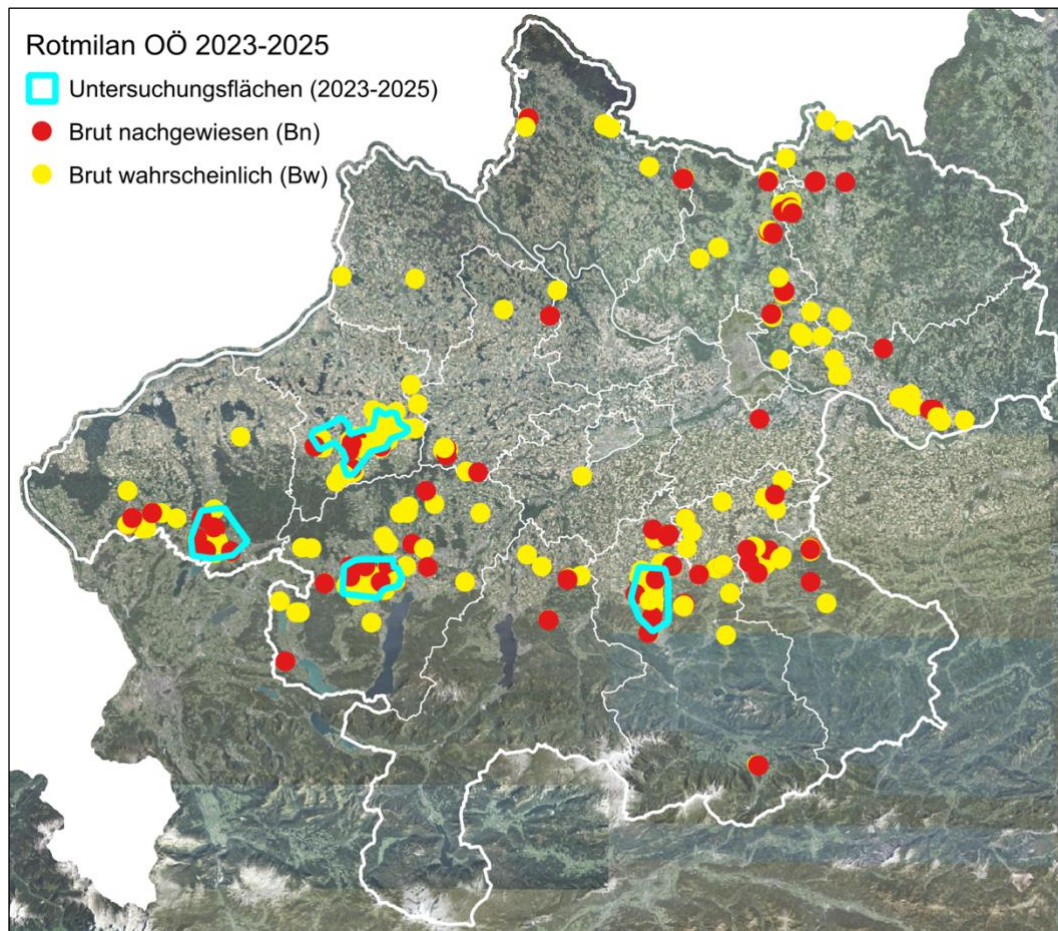 Rotmilan OÖ 2023-2025
Untersuchungsflächen (2023-2025)
Brut nachgewiesen (Bn)
Brut wahrscheinlich (Bw)